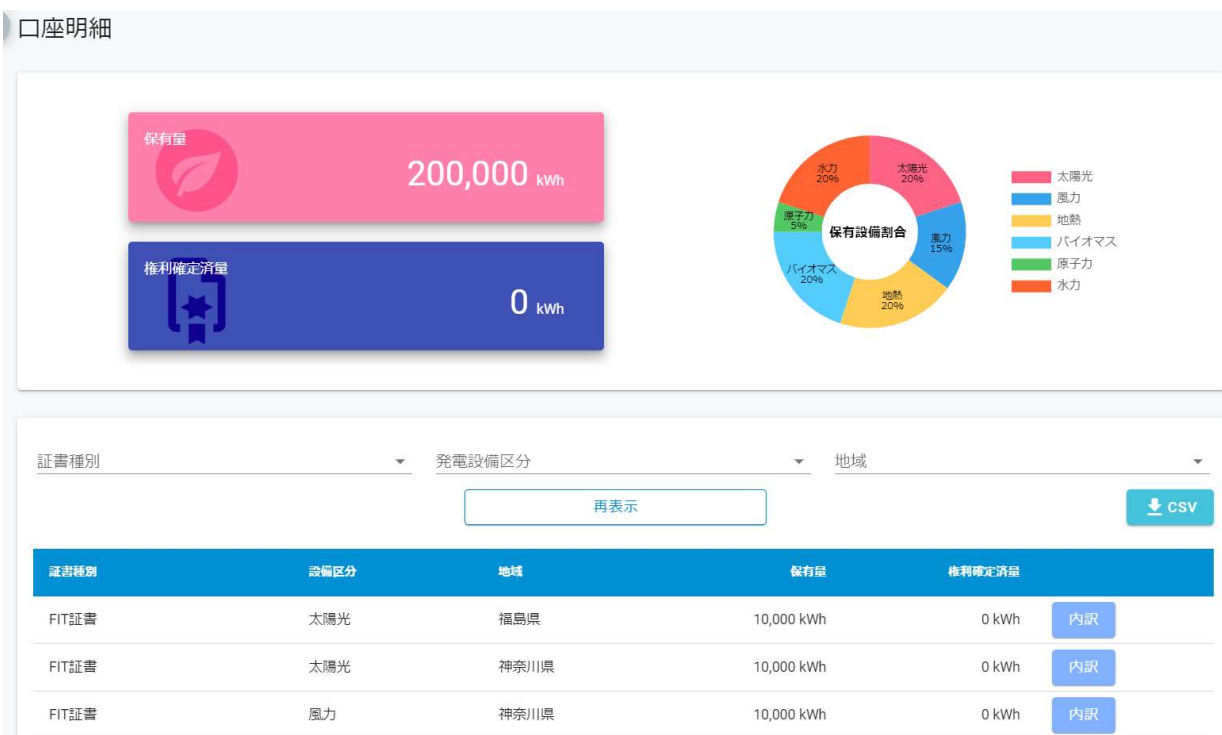 口座明細
保有量
200,000 kWh
権利確定済量
0 kWh
水力
20%
太陽光
20%
原子力
5%
保有設備割合
風力
15%
バイオマス
20%
地熱
20%
太陽光
風力
地熱
バイオマス
原子力
水力
証書種別
発電設備区分
地域
再表示
CSV
証書種別 設備区分 地域 保有量 権利確定済量
FIT証書 太陽光 福島県 10,000 kWh 0 kWh 内訳
FIT証書 太陽光 神奈川県 10,000 kWh 0 kWh 内訳
FIT証書 風力 神奈川県 10,000 kWh 0 kWh 内訳